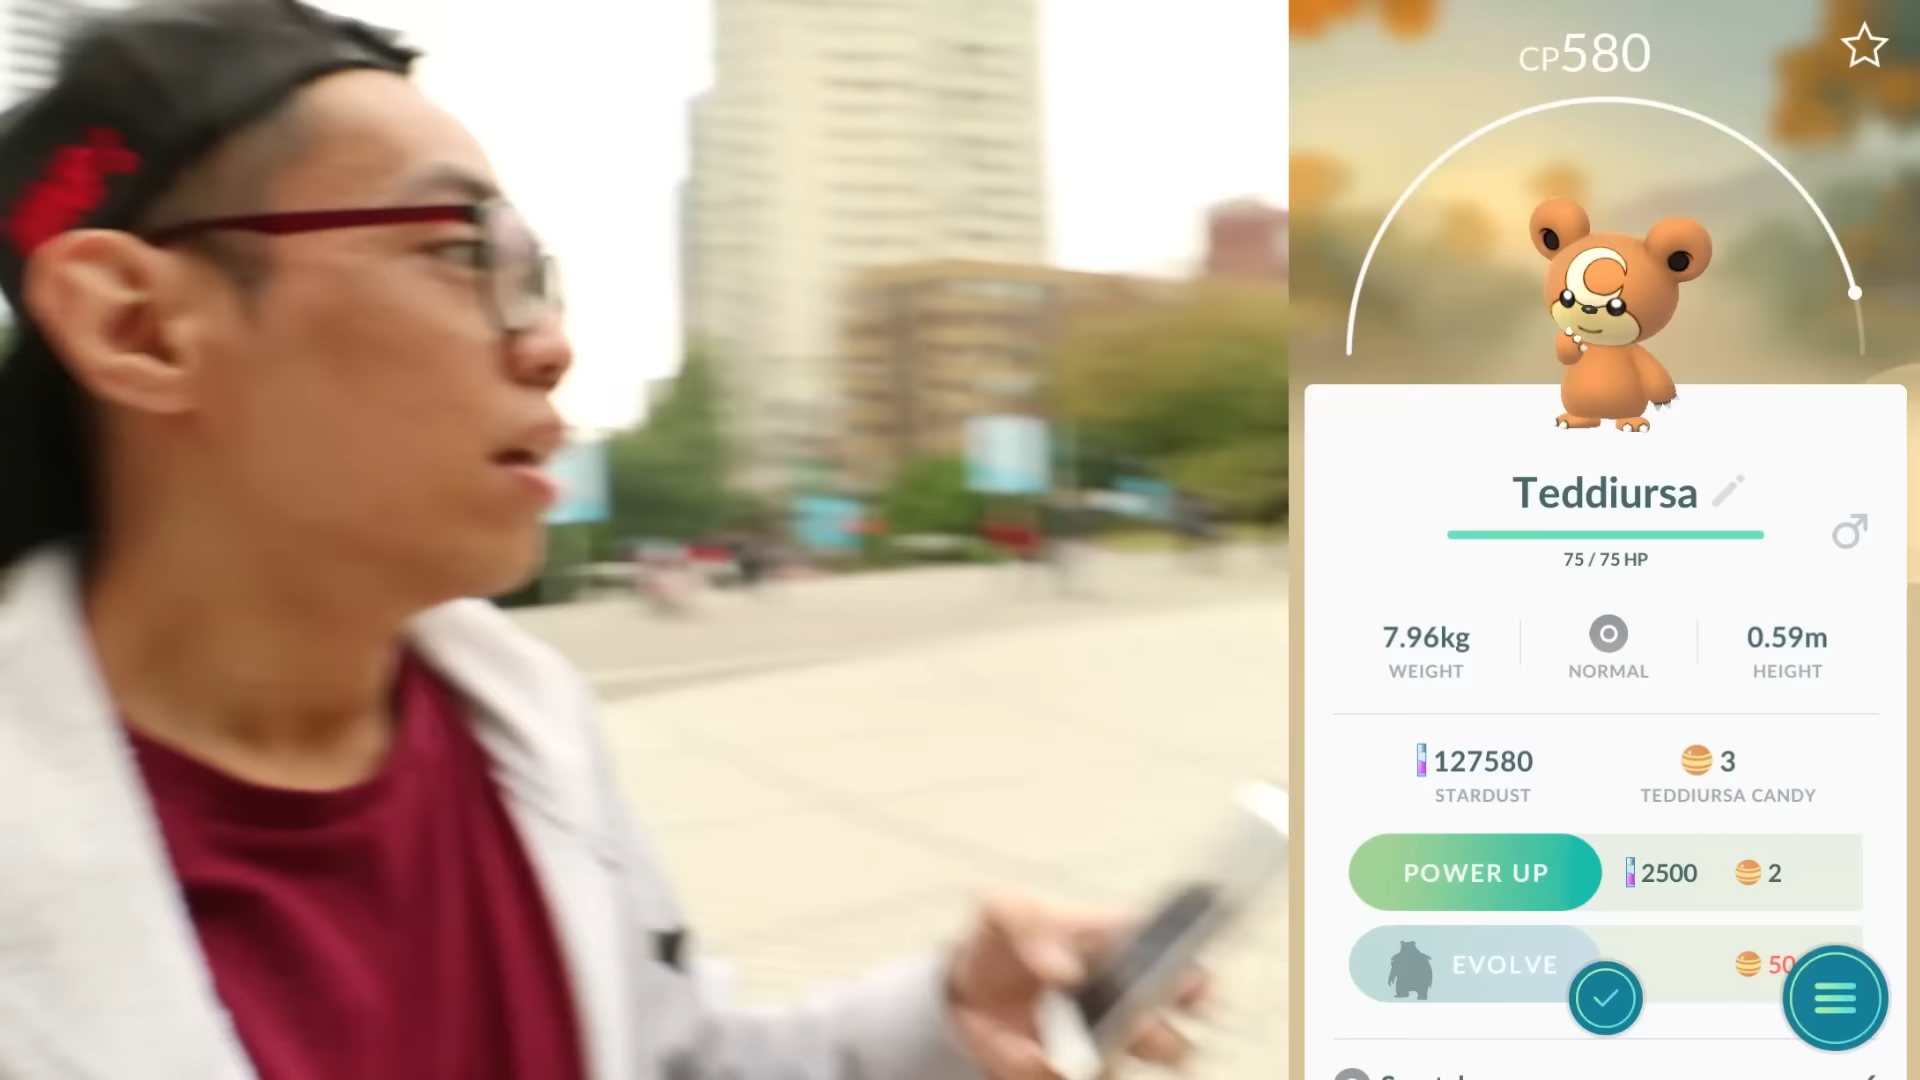 CP580
Teddiursa
75 / 75 HP
7.96kg
WEIGHT
NORMAL
0.59m
HEIGHT
127580
STARDUST
3
TEDDIURSA CANDY
POWER UP
2500
2
EVOLVE
50